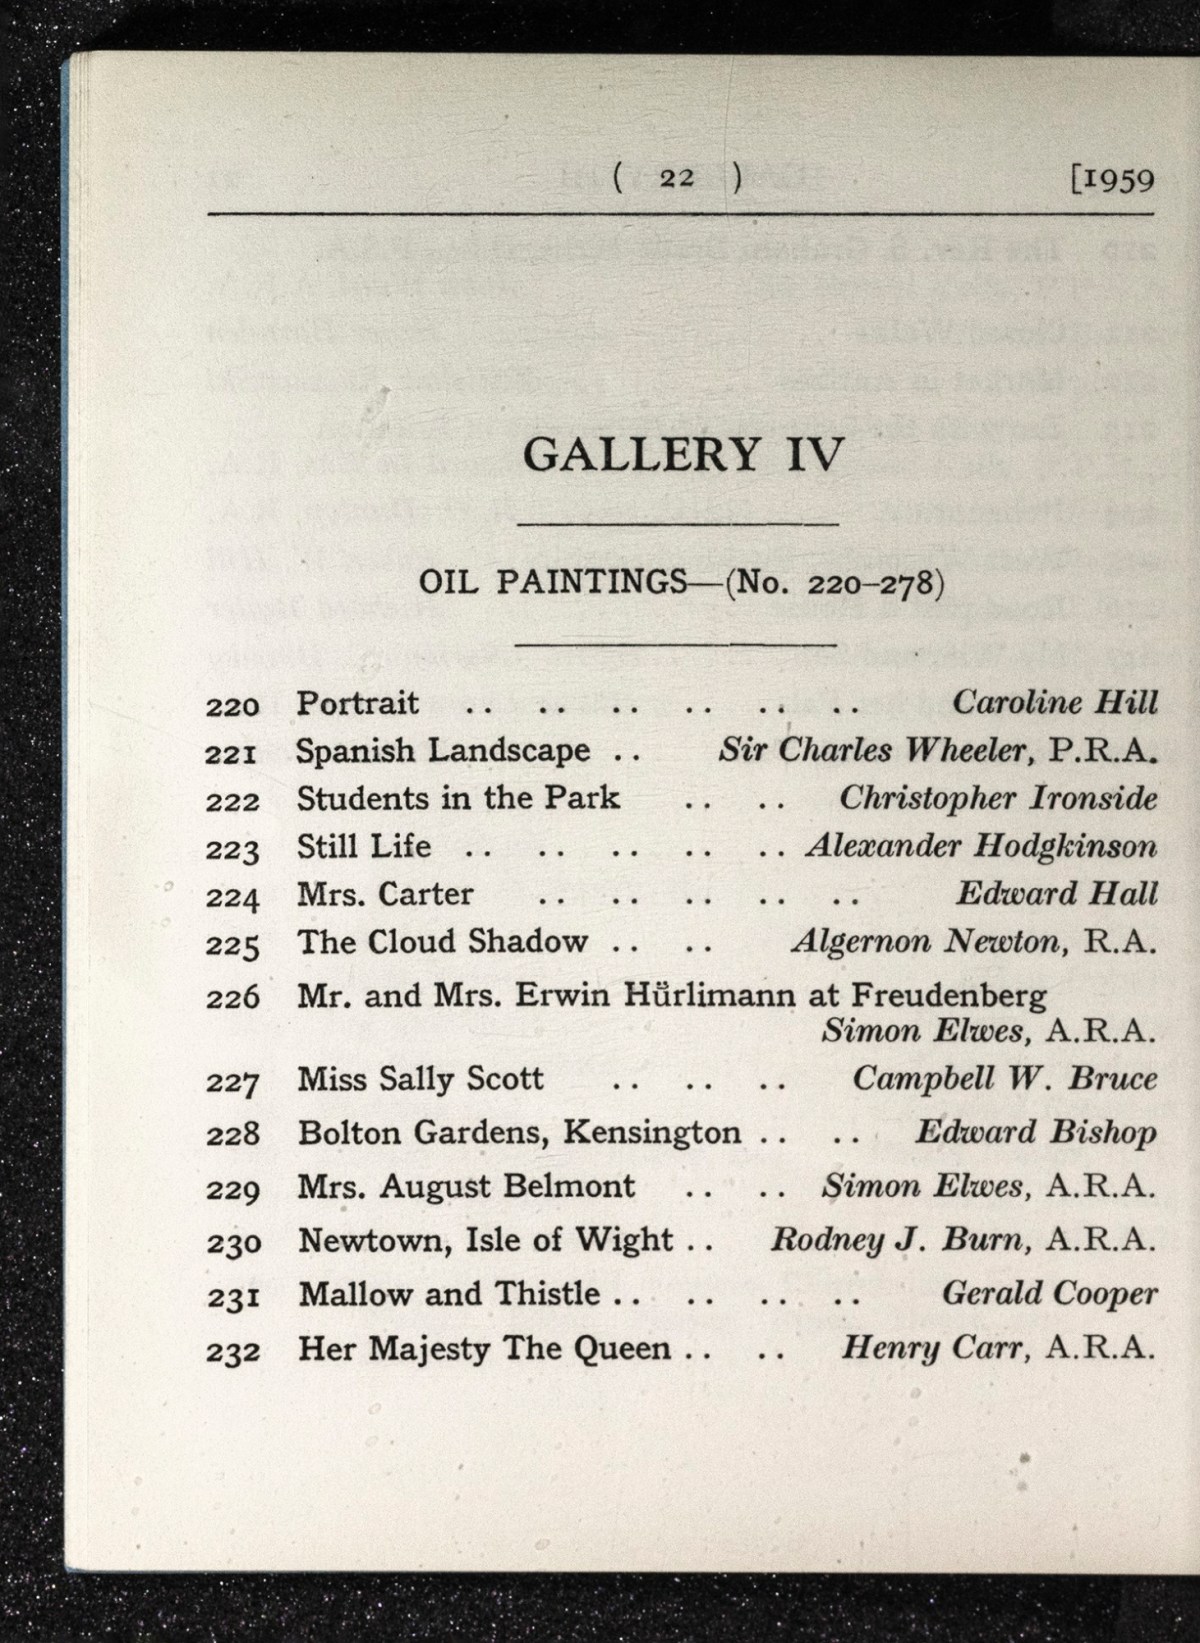 ( 22 ) [1959
GALLERY IV
OIL PAINTINGS—(No. 220–278)
220 Portrait .. .. .. .. .. .. Caroline Hill
221 Spanish Landscape .. Sir Charles Wheeler, P.R.A.
222 Students in the Park .. .. Christopher Ironside
223 Still Life .. .. .. .. .. Alexander Hodgkinson
224 Mrs. Carter .. .. .. .. .. Edward Hall
225 The Cloud Shadow .. .. Algernon Newton, R.A.
226 Mr. and Mrs. Erwin Hürlimann at Freudenberg
Simon Elwes, A.R.A.
227 Miss Sally Scott .. .. .. Campbell W. Bruce
228 Bolton Gardens, Kensington .. .. Edward Bishop
229 Mrs. August Belmont .. .. Simon Elwes, A.R.A.
230 Newtown, Isle of Wight .. Rodney J. Burn, A.R.A.
231 Mallow and Thistle .. .. .. .. Gerald Cooper
232 Her Majesty The Queen .. .. Henry Carr, A.R.A.